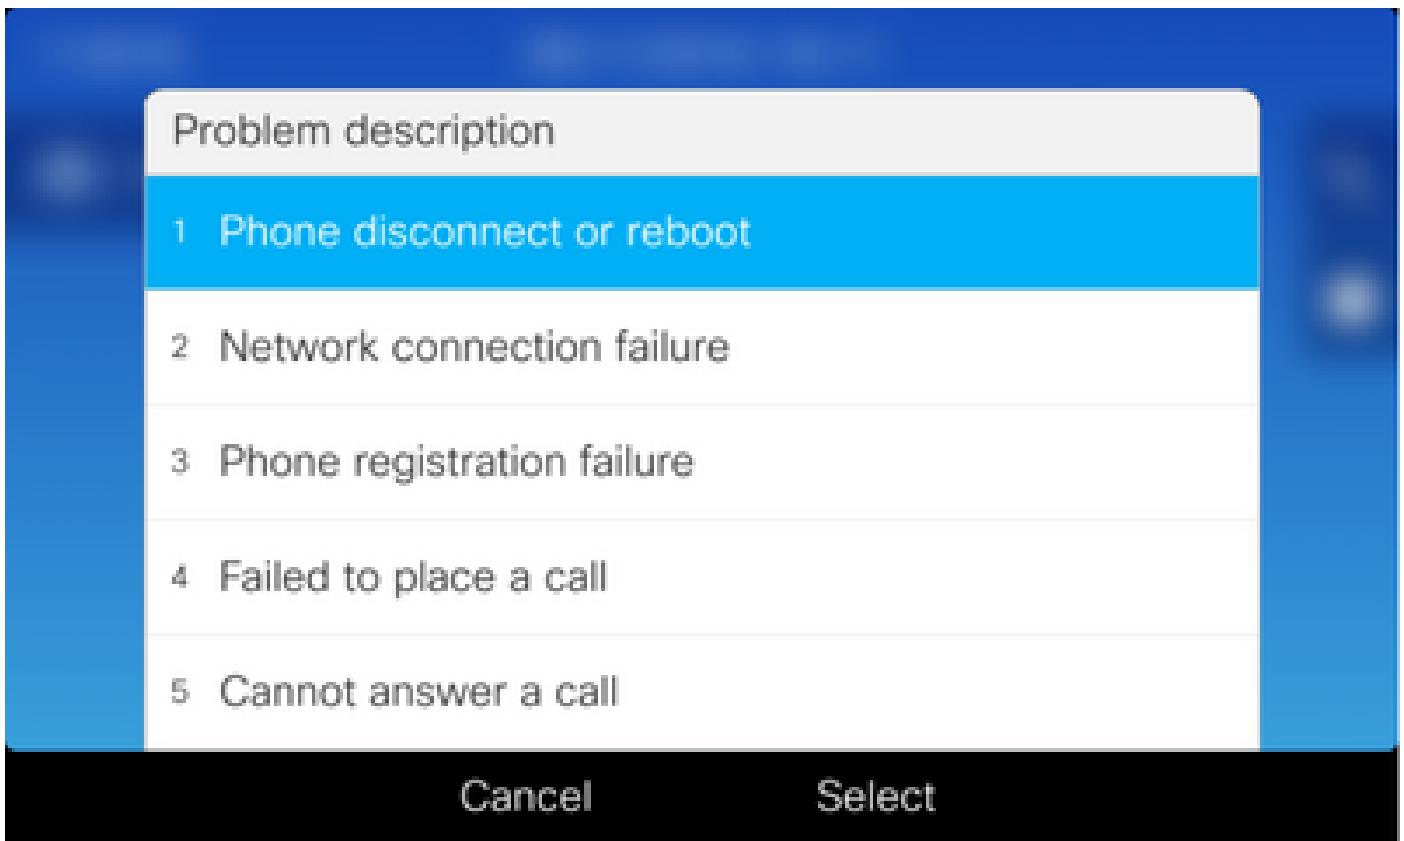 Problem description
1 Phone disconnect or reboot
2 Network connection failure
3 Phone registration failure
4 Failed to place a call
5 Cannot answer a call
Cancel Select